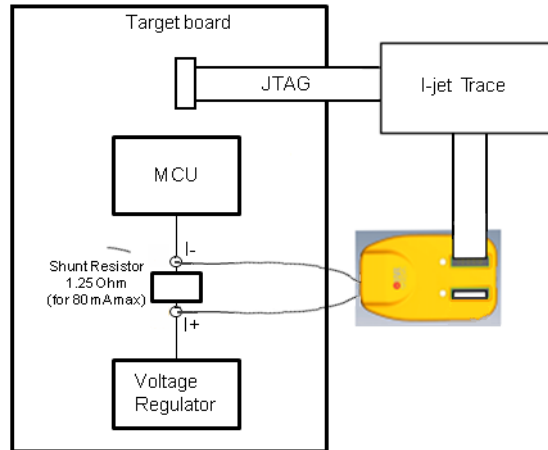 Target board
JTAG
I-jet Trace
MCU
I-
Shunt Resistor
1.25 Ohm
(for 80 mA max)
I+
Voltage
Regulator